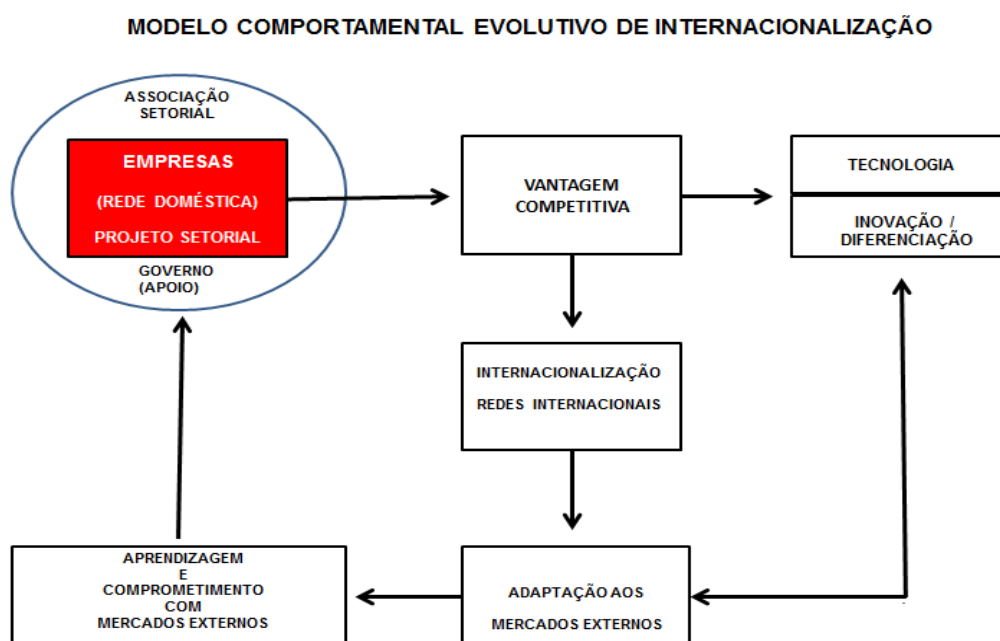 MODELO COMPORTAMENTAL EVOLUTIVO DE INTERNACIONALIZAÇÃO
ASSOCIAÇÃO
SETORIAL
EMPRESAS
(REDE DOMÉSTICA)
PROJETO SETORIAL
GOVERNO
(APOIO)
VANTAGEM
COMPETITIVA
TECNOLOGIA
INOVAÇÃO /
DIFERENCIAÇÃO
INTERNACIONALIZAÇÃO
REDES INTERNACIONAIS
APRENDIZAGEM
E
COMPROMETIMENTO
COM
MERCADOS EXTERNOS
ADAPTAÇÃO AOS
MERCADOS EXTERNOS